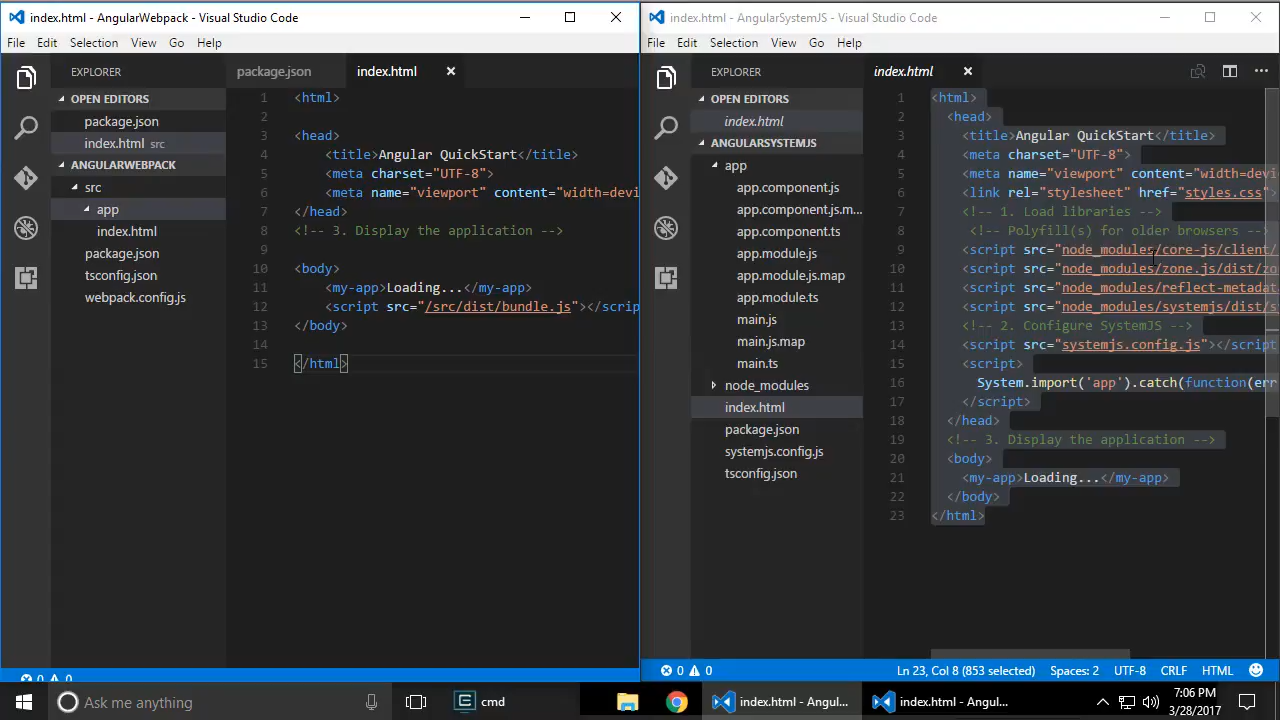 index.html - AngularWebpack - Visual Studio Code
File Edit Selection View Go Help
EXPLORER
OPEN EDITORS
package.json
index.html src
ANGULARWEBPACK
src
app
index.html
package.json
tsconfig.json
webpack.config.js
package.json index.html
1 <html>
2
3 <head>
4 <title>Angular QuickStart</title>
5 <meta charset="UTF-8">
6 <meta name="viewport" content="width=devi
7 </head>
8 <!-- 3. Display the application -->
9
10 <body>
11 <my-app>Loading...</my-app>
12 <script src="/src/dist/bundle.js"></scrip
13 </body>
14
15 </html>
0 0
index.html - AngularSystemJS - Visual Studio Code
File Edit Selection View Go Help
EXPLORER
OPEN EDITORS
index.html
ANGULARSYSTEMJS
app
app.component.js
app.component.js.m...
app.component.ts
app.module.js
app.module.js.map
app.module.ts
main.js
main.js.map
main.ts
node_modules
index.html
package.json
systemjs.config.js
tsconfig.json
index.html
1 <html>
2 <head>
3 <title>Angular QuickStart</title>
4 <meta charset="UTF-8">
5 <meta name="viewport" content="width=devi
6 <link rel="stylesheet" href="styles.css">
7 <!-- 1. Load libraries -->
8 <!-- Polyfill(s) for older browsers -->
9 <script src="node_modules/core-js/client/
10 <script src="node_modules/zone.js/dist/zo
11 <script src="node_modules/reflect-metadat
12 <script src="node_modules/systemjs/dist/s
13 <!-- 2. Configure SystemJS -->
14 <script src="systemjs.config.js"></script
15 <script>
16 System.import('app').catch(function(err
17 </script>
18 </head>
19 <!-- 3. Display the application -->
20 <body>
21 <my-app>Loading...</my-app>
22 </body>
23 </html>
0 0 Ln 23, Col 8 (853 selected) Spaces: 2 UTF-8 CRLF HTML
Ask me anything
cmd
index.html - Angul...
index.html - Angul...
7:06 PM
3/28/2017